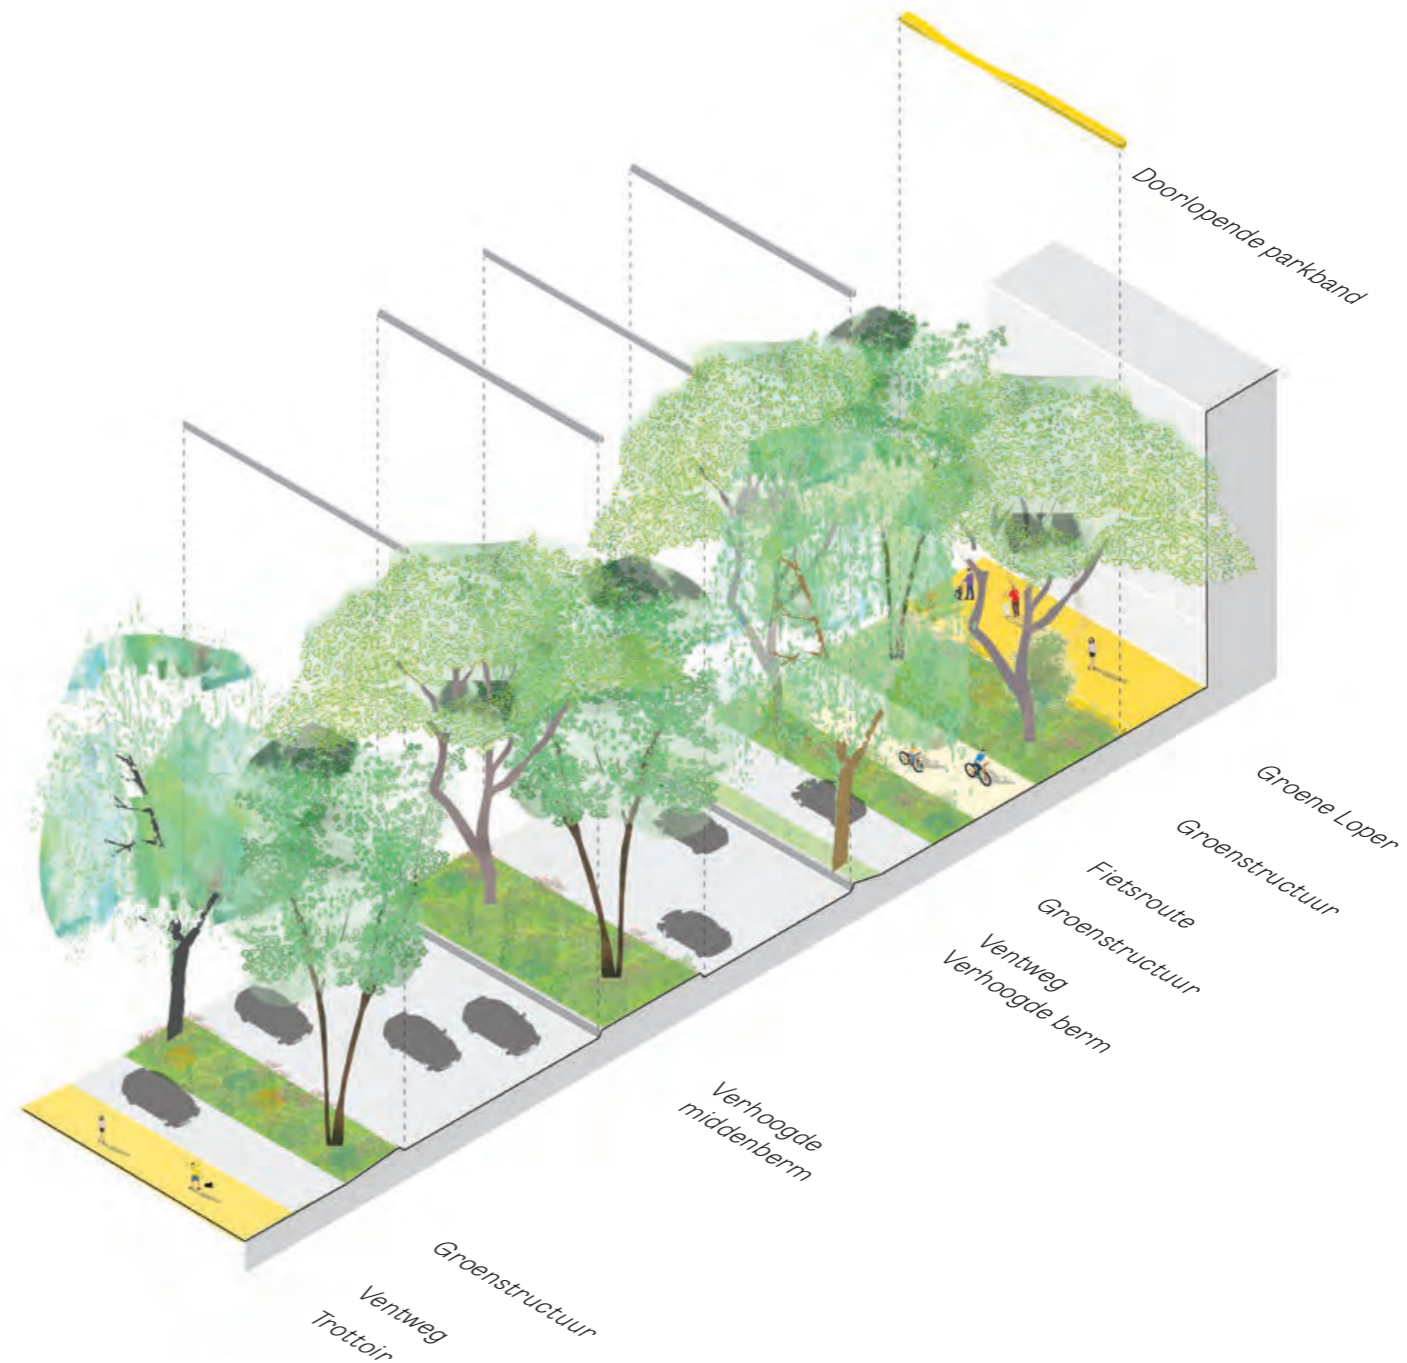 Doorlopende parkband
Groene Loper
Groenstructuur
Fietsroute
Groenstructuur
Ventweg
Verhoogde berm
Verhoogde
middenberm
Groenstructuur
Ventweg
Trottoir